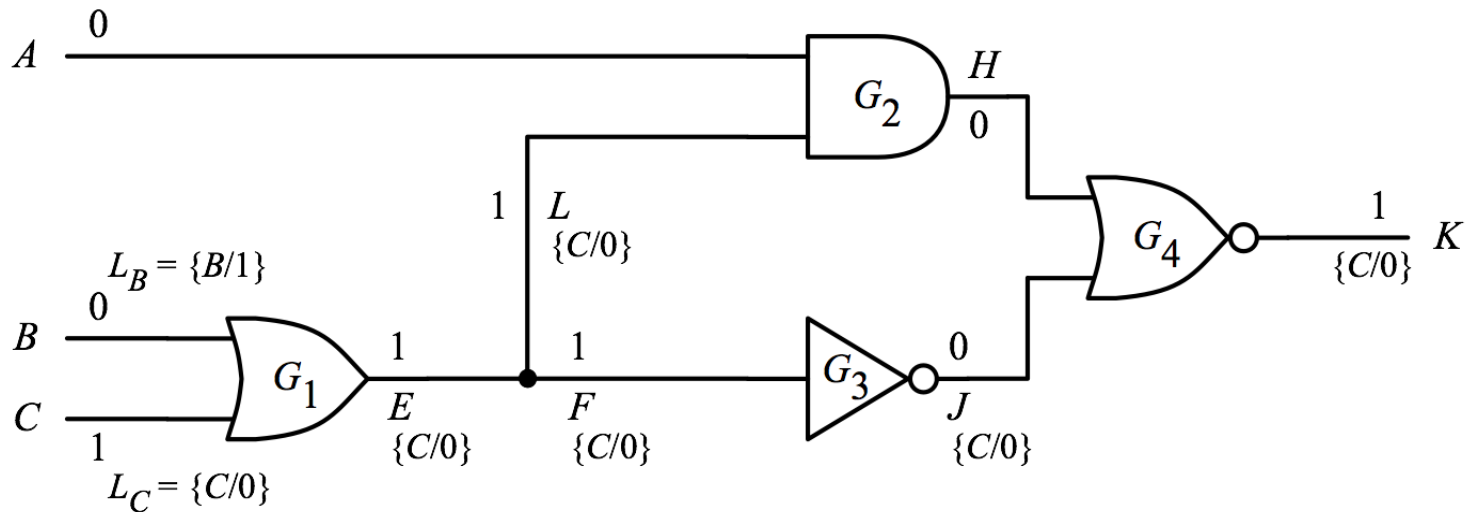 0
A
G2
H
0
1
L
{C/0}
G4
1
{C/0}
K
LB = {B/1}
0
B
G1
C
1
LC = {C/0}
1
E
{C/0}
1
F
{C/0}
G3
0
J
{C/0}